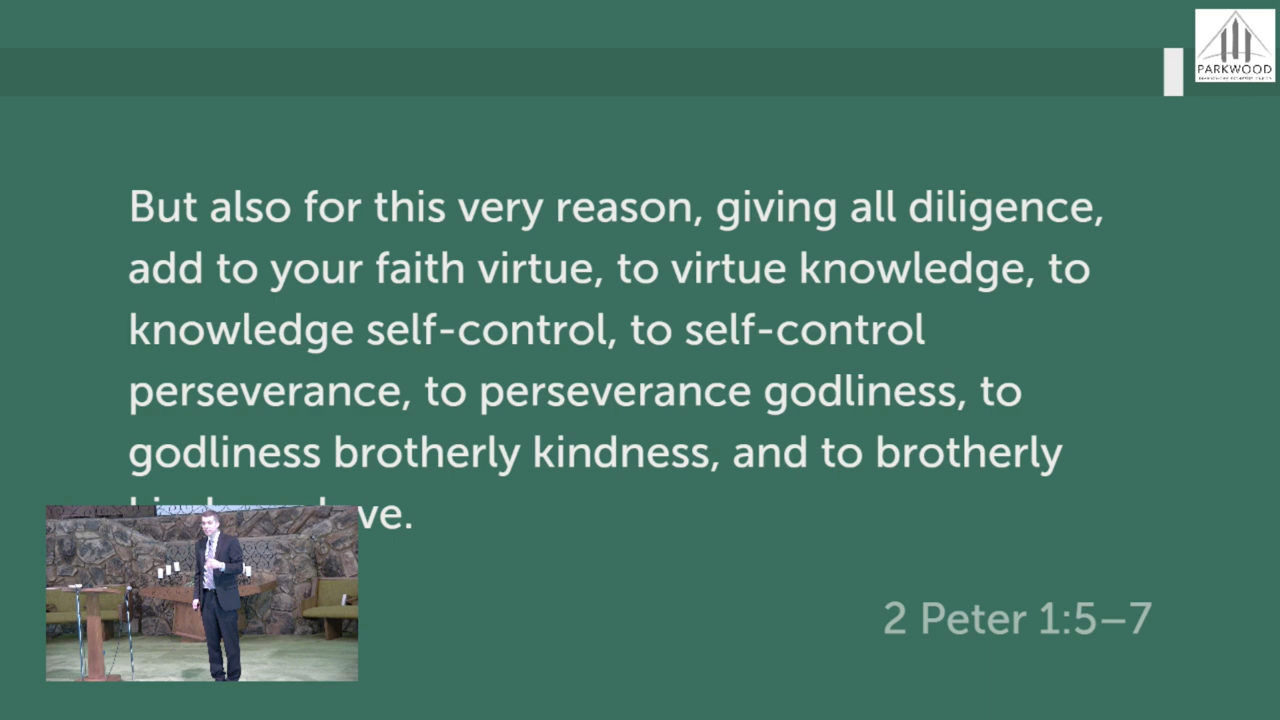 PARKWOOD
But also for this very reason, giving all diligence,
add to your faith virtue, to virtue knowledge, to
knowledge self-control, to self-control
perseverance, to perseverance godliness, to
godliness brotherly kindness, and to brotherly
ve.
2 Peter 1:5–7